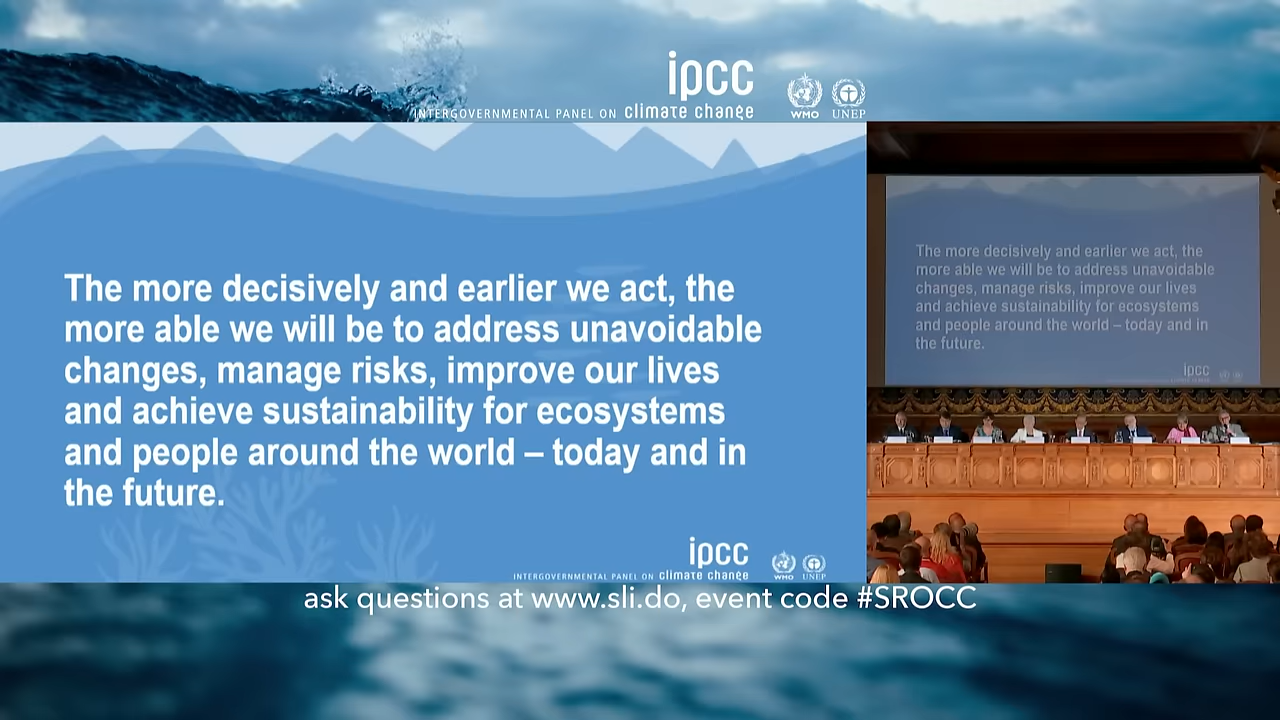 ipcc
INTERGOVERNMENTAL PANEL ON climate change
WMO UNEP
The more decisively and earlier we act, the
more able we will be to address unavoidable
changes, manage risks, improve our lives
and achieve sustainability for ecosystems
and people around the world – today and in
the future.
ipcc
INTERGOVERNMENTAL PANEL ON climate change
WMO UNEP
The more decisively and earlier we act, the
more able we will be to address unavoidable
changes, manage risks, improve our lives
and achieve sustainability for ecosystems
and people around the world – today and in
the future.
ipcc
ask questions at www.sli.do, event code #SROCC